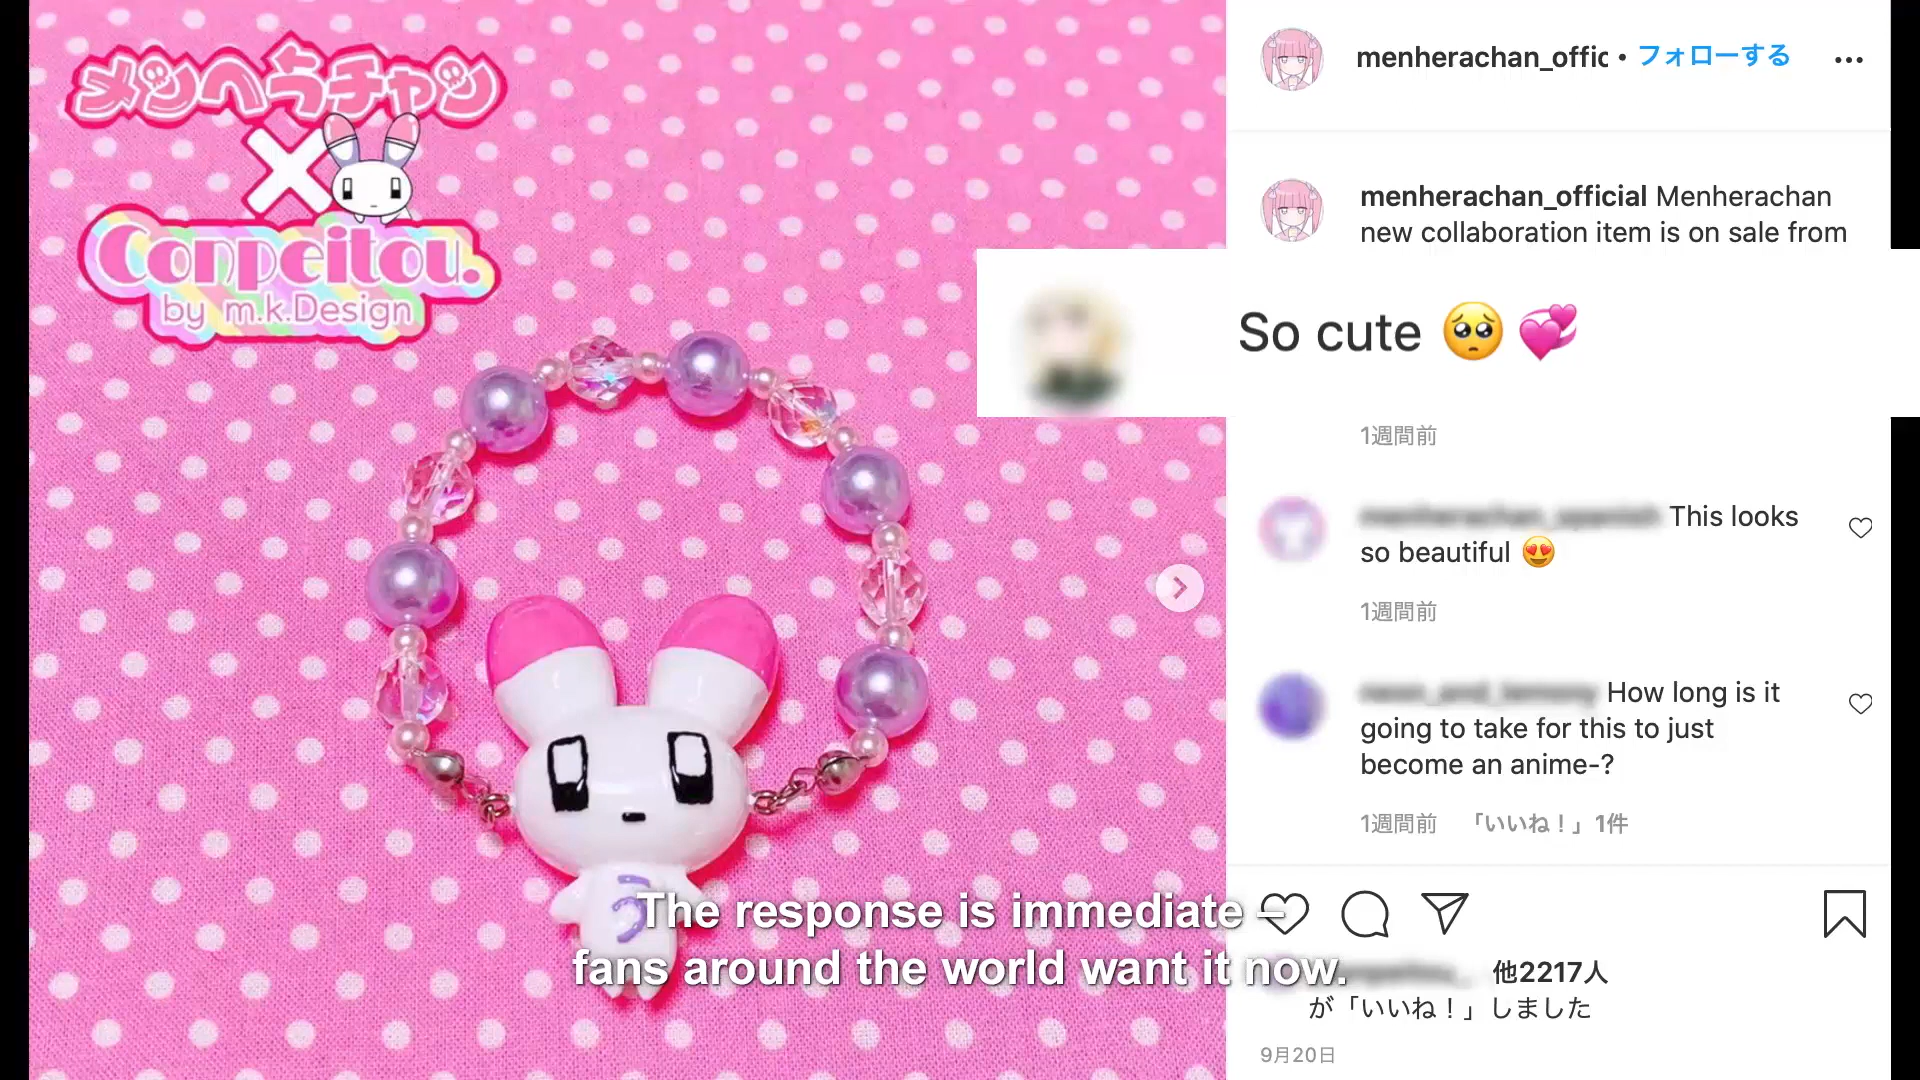 メンヘラチャン
×
Conpeitou.
by m.k.Design
menherachan_offic • フォローする
menherachan_official Menherachan
new collaboration item is on sale from
So cute 🥺 💞
1週間前
This looks
so beautiful 😍
1週間前
How long is it
going to take for this to just
become an anime-?
1週間前 「いいね！」1件
The response is immediate –
fans around the world want it now.
他2217人
が「いいね！」しました
9月20日